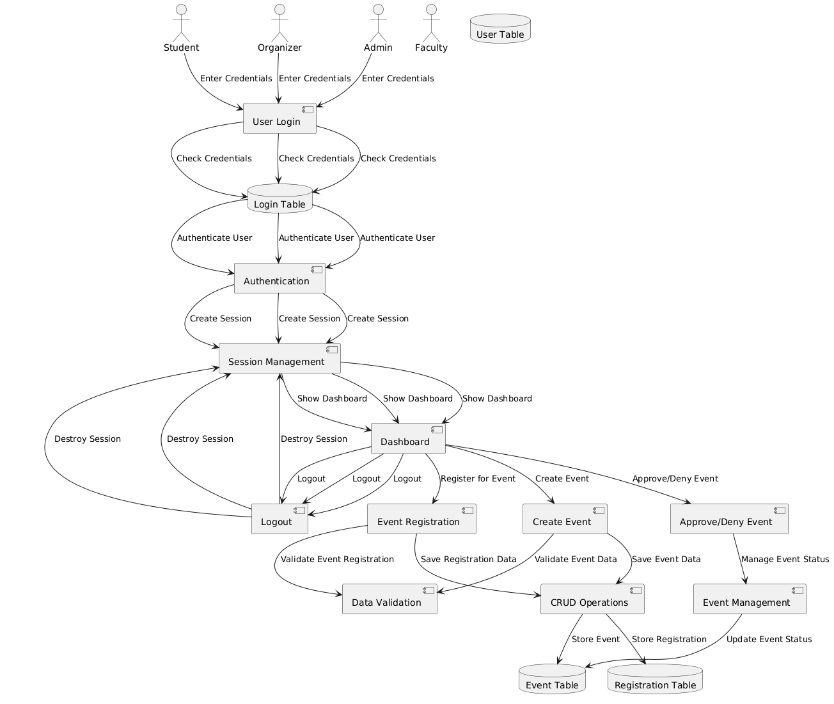 User Table
Student
Organizer
Admin
Faculty
Enter Credentials
Enter Credentials
Enter Credentials
User Login
Check Credentials
Check Credentials
Check Credentials
Login Table
Authenticate User
Authenticate User
Authenticate User
Authentication
Create Session
Create Session
Create Session
Session Management
Show Dashboard
Show Dashboard
Show Dashboard
Destroy Session
Destroy Session
Destroy Session
Dashboard
Logout
Logout
Logout
Register for Event
Create Event
Approve/Deny Event
Logout
Event Registration
Create Event
Approve/Deny Event
Validate Event Registration
Save Registration Data
Validate Event Data
Save Event Data
Manage Event Status
Data Validation
CRUD Operations
Event Management
Store Event
Store Registration
Update Event Status
Event Table
Registration Table